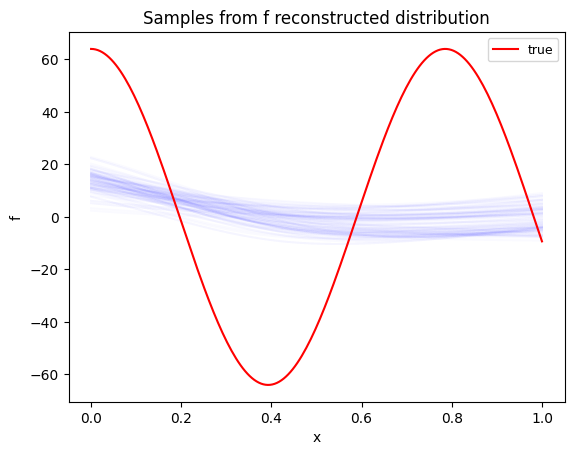 Samples from f reconstructed distribution
true
60
40
20
0
−20
−40
−60
f
0.0 0.2 0.4 0.6 0.8 1.0
x